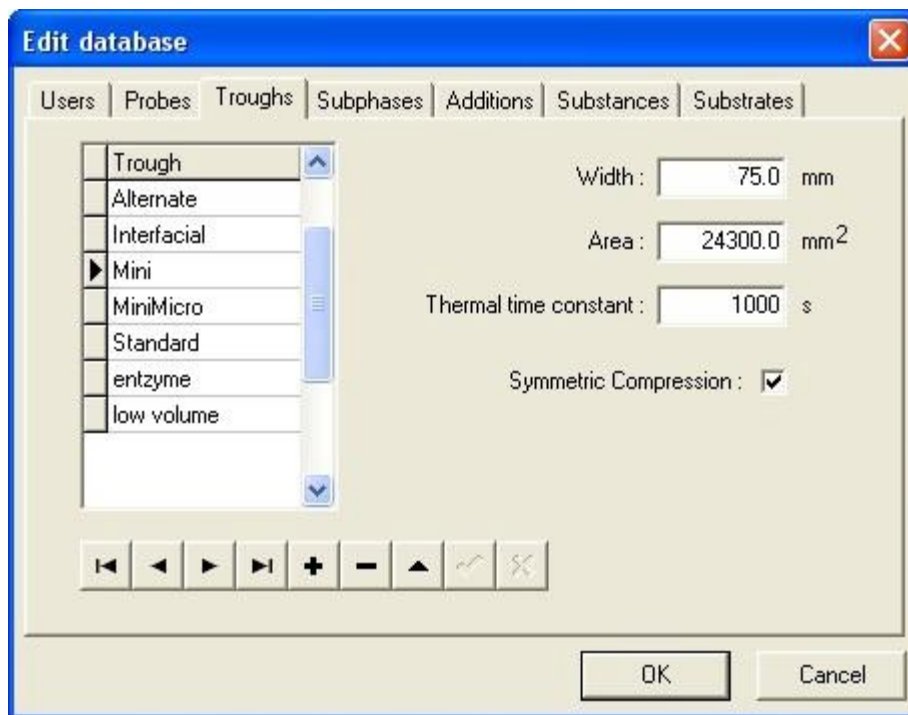 Edit database
Users Probes Troughs Subphases Additions Substances Substrates
Trough
Alternate
Interfacial
Mini
MiniMicro
Standard
entzyme
low volume
Width : 75.0 mm
Area : 24300.0 mm2
Thermal time constant : 1000 s
Symmetric Compression :
OK Cancel